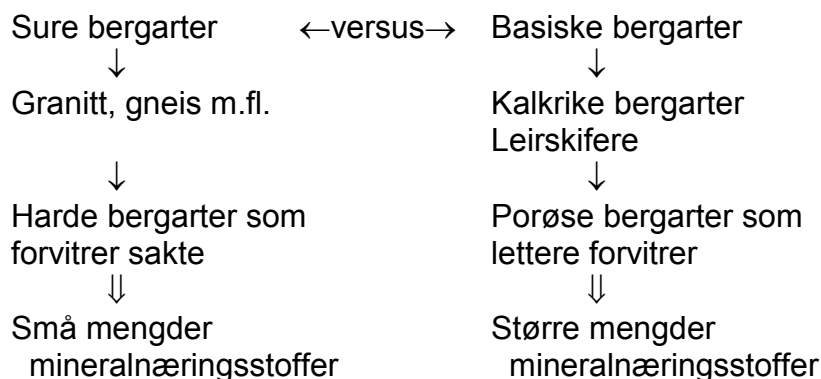 Sure bergarter ←versus→ Basiske bergarter
↓ ↓
Granitt, gneis m.fl. Kalkrike bergarter
Leirskifere
↓ ↓
Harde bergarter som Porøse bergarter som
forvitrer sakte lettere forvitrer
⇓ ⇓
Små mengder Større mengder
mineralnæringsstoffer mineralnæringsstoffer